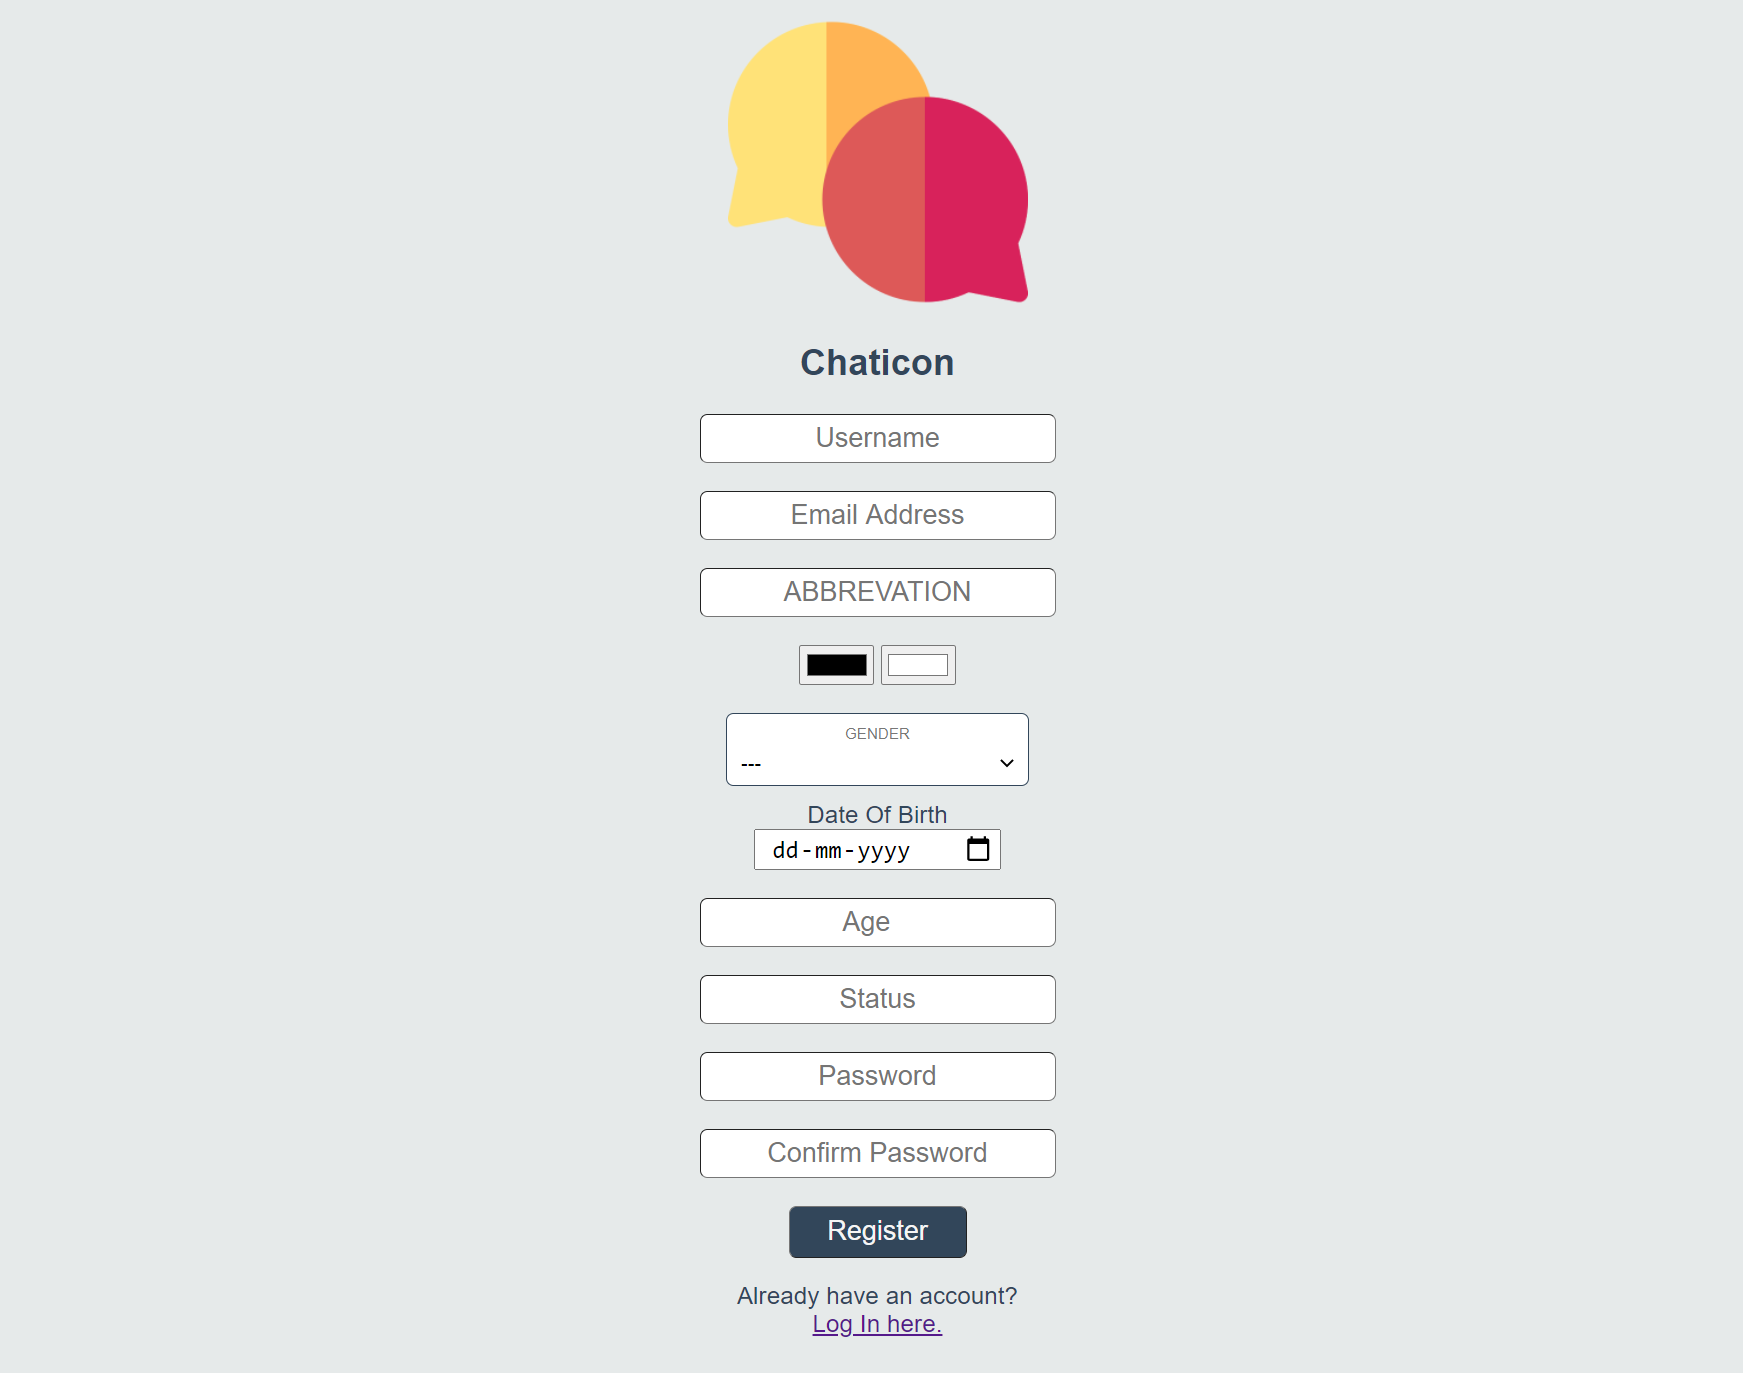 Chaticon
Username
Email Address
ABBREVATION
GENDER
---
Date Of Birth
dd-mm-yyyy
Age
Status
Password
Confirm Password
Register
Already have an account?
Log In here.